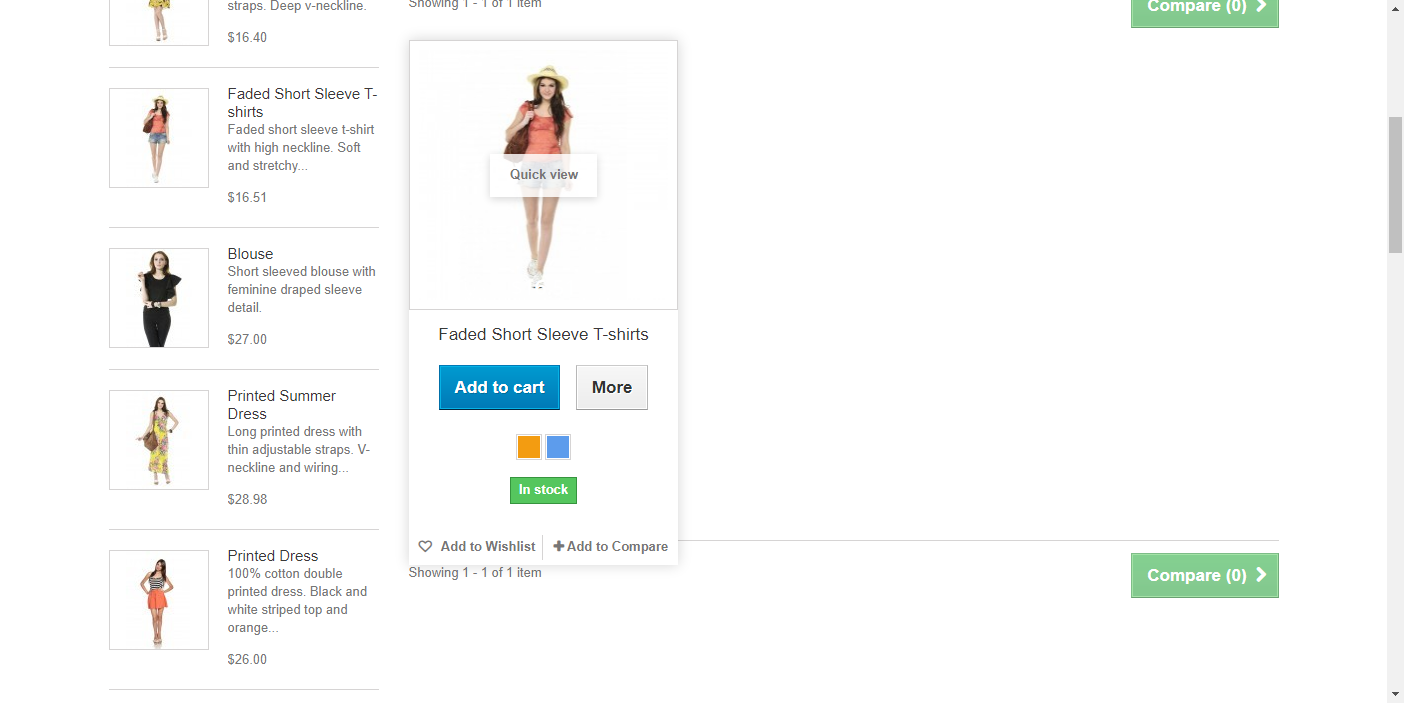 straps. Deep v-neckline.
$16.40
Faded Short Sleeve T-
shirts
Faded short sleeve t-shirt
with high neckline. Soft
and stretchy...
$16.51
Blouse
Short sleeved blouse with
feminine draped sleeve
detail.
$27.00
Printed Summer
Dress
Long printed dress with
thin adjustable straps. V-
neckline and wiring...
$28.98
Printed Dress
100% cotton double
printed dress. Black and
white striped top and
orange...
$26.00
Showing 1 - 1 of 1 item
Compare (0)
Quick view
Faded Short Sleeve T-shirts
Add to cart
More
In stock
Add to Wishlist
Add to Compare
Showing 1 - 1 of 1 item
Compare (0)